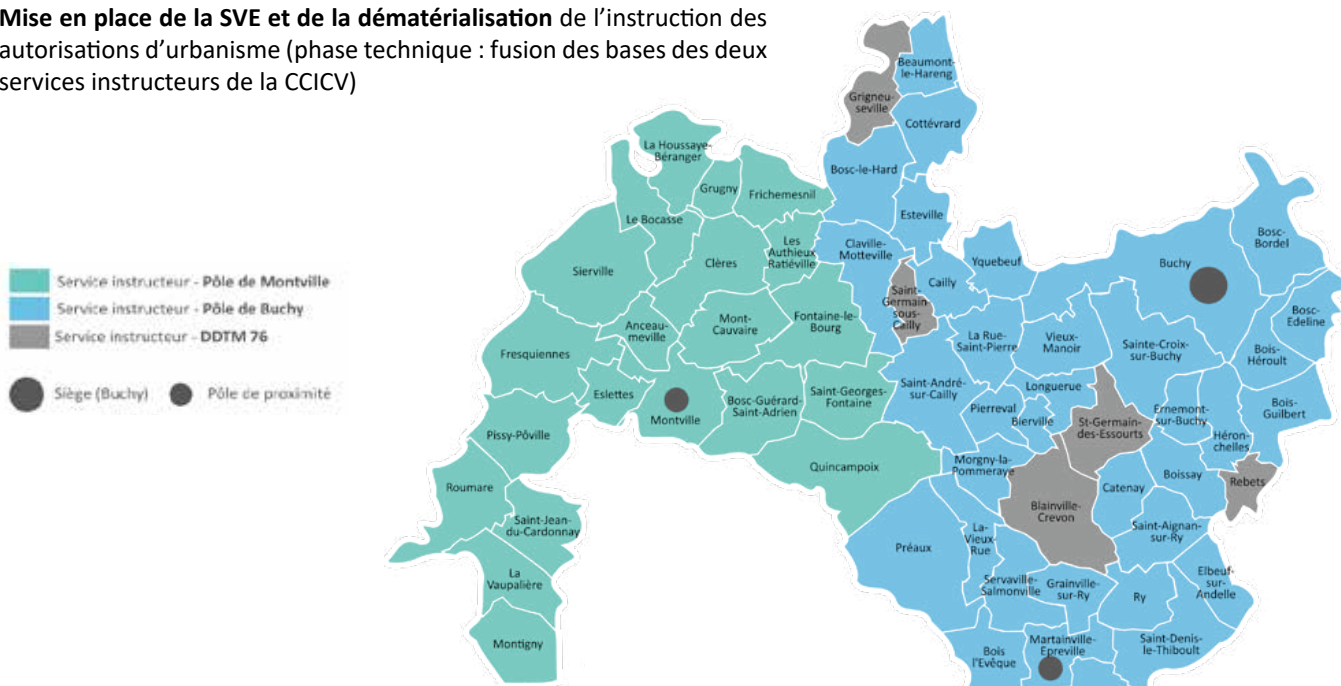 Mise en place de la SVE et de la dématérialisation de l’instruction des
autorisations d’urbanisme (phase technique : fusion des bases des deux
services instructeurs de la CCICV)
Service instructeur - Pôle de Montville
Service instructeur - Pôle de Buchy
Service instructeur - DDTM 76
Siège (Buchy)
Pôle de proximité
Beaumont-
le-Hareng
Grigneu-
seville
Cottévrard
La Houssaye-
Béranger
Bosc-le-Hard
Grugny
Frichemesnil
Le Bocasse
Esteville
Bosc-
Bordel
Les
Authieux
Ratiéville
Claville-
Motteville
Sierville
Clères
Cailly
Yquebeuf
Buchy
Saint-
Germain
sous-
Cailly
Anceau-
meville
Mont-
Cauvaire
Fontaine-le-
Bourg
Bosc-
Edeline
La Rue-
Saint-Pierre
Vieux-
Manoir
Sainte-Croix-
sur-Buchy
Bois-
Héroult
Fresquiennes
Eslettes
Montville
Bosc-Guérard-
Saint-Adrien
Saint-Georges-
Fontaine
Saint-André-
sur-Cailly
Longuerue
Pierreval
Bierville
St-Germain-
des-Essourts
Ernemont-
sur-Buchy
Bois-
Guilbert
Héron-
chelles
Pissy-Pôville
Quincampoix
Morgny-la-
Pommeraye
Boissay
Rebets
Roumare
Catenay
Blainville-
Crevon
Saint-Jean-
du-Cardonnay
Saint-Aignan-
sur-Ry
Préaux
La-
Vieux-
Rue
La
Vaupalière
Servaville-
Salmonville
Grainville-
sur-Ry
Ry
Elbeuf-
sur-
Andelle
Montigny
Bois
l'Evêque
Martainville-
Epreville
Saint-Denis-
le-Thiboult